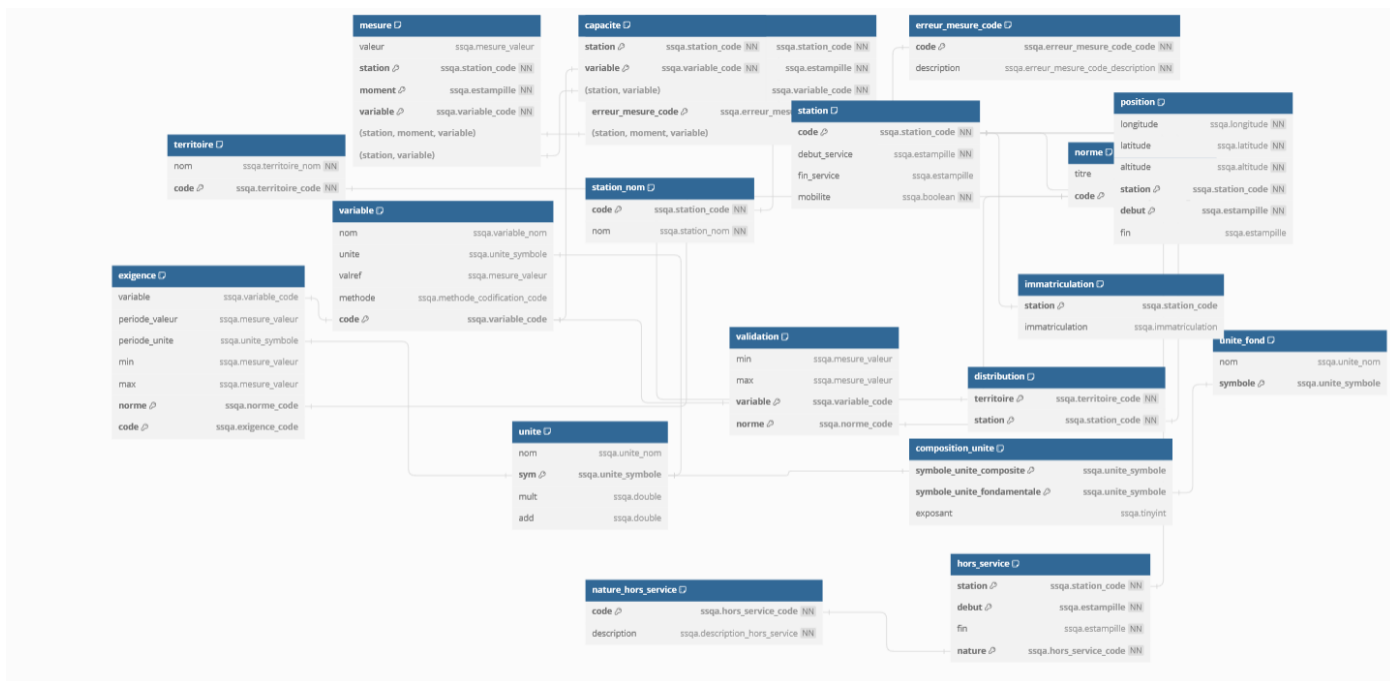 mesure
valeur ssqa.mesure_valeur
station ssqa.station_code NN
moment ssqa.estampille NN
variable ssqa.variable_code NN
(station, moment, variable)
(station, variable)
capacite
station ssqa.station_code NN ssqa.station_code NN
variable ssqa.variable_code NN ssqa.estampille NN
(station, variable) ssqa.variable_code NN
erreur_mesure_code
(station, moment, variable)
erreur_mesure_code
code ssqa.erreur_mesure_code_code NN
description ssqa.erreur_mesure_code_description NN
station
code ssqa.station_code NN
debut_service ssqa.estampille NN
fin_service ssqa.estampille
mobilite ssqa.boolean NN
position
longitude ssqa.longitude NN
latitude ssqa.latitude NN
altitude ssqa.altitude NN
station ssqa.station_code NN
debut ssqa.estampille NN
fin ssqa.estampille
norme
titre
code
territoire
nom ssqa.territoire_nom NN
code ssqa.territoire_code NN
station_nom
code ssqa.station_code NN
nom ssqa.station_nom NN
variable
nom ssqa.variable_nom
unite ssqa.unite_symbole
valref ssqa.mesure_valeur
methode ssqa.methode_codification_code
code ssqa.variable_code
exigence
variable ssqa.variable_code
periode_valeur ssqa.mesure_valeur
periode_unite ssqa.unite_symbole
min ssqa.mesure_valeur
max ssqa.mesure_valeur
norme ssqa.norme_code
code ssqa.exigence_code
immatriculation
station ssqa.station_code
immatriculation ssqa.immatriculation
unite_fond
nom ssqa.unite_nom
symbole ssqa.unite_symbole
validation
min ssqa.mesure_valeur
max ssqa.mesure_valeur
variable ssqa.variable_code
norme ssqa.norme_code
distribution
territoire ssqa.territoire_code NN
station ssqa.station_code NN
unite
nom ssqa.unite_nom
sym ssqa.unite_symbole
mult ssqa.double
add ssqa.double
composition_unite
symbole_unite_composite ssqa.unite_symbole
symbole_unite_fondamentale ssqa.unite_symbole
exposant ssqa.tinyint
hors_service
station ssqa.station_code NN
debut ssqa.estampille NN
fin ssqa.estampille NN
nature ssqa.hors_service_code NN
nature_hors_service
code ssqa.hors_service_code NN
description ssqa.description_hors_service NN